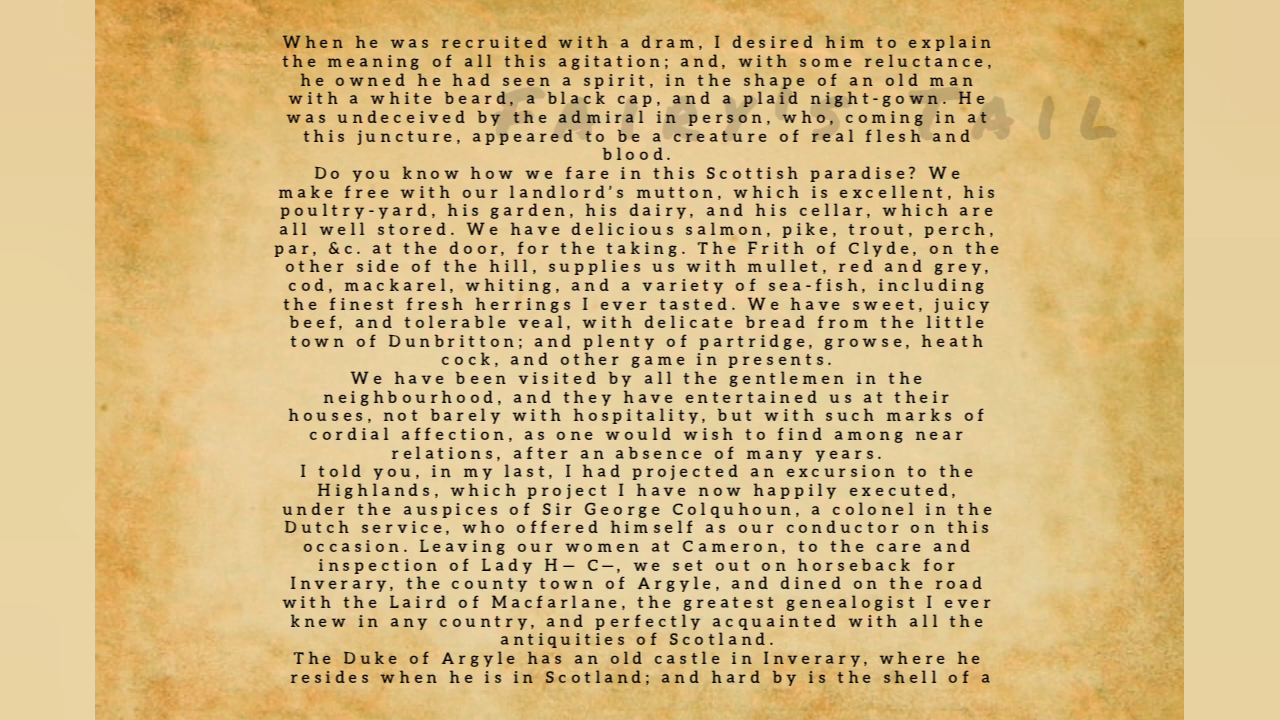 When he was recruited with a dram, I desired him to explain
the meaning of all this agitation; and, with some reluctance,
he owned he had seen a spirit, in the shape of an old man
with a white beard, a black cap, and a plaid night-gown. He
was undeceived by the admiral in person, who, coming in at
this juncture, appeared to be a creature of real flesh and
blood.
Do you know how we fare in this Scottish paradise? We
make free with our landlord’s mutton, which is excellent, his
poultry-yard, his garden, his dairy, and his cellar, which are
all well stored. We have delicious salmon, pike, trout, perch,
par, &c. at the door, for the taking. The Frith of Clyde, on the
other side of the hill, supplies us with mullet, red and grey,
cod, mackarel, whiting, and a variety of sea-fish, including
the finest fresh herrings I ever tasted. We have sweet, juicy
beef, and tolerable veal, with delicate bread from the little
town of Dunbritton; and plenty of partridge, growse, heath
cock, and other game in presents.
We have been visited by all the gentlemen in the
neighbourhood, and they have entertained us at their
houses, not barely with hospitality, but with such marks of
cordial affection, as one would wish to find among near
relations, after an absence of many years.
I told you, in my last, I had projected an excursion to the
Highlands, which project I have now happily executed,
under the auspices of Sir George Colquhoun, a colonel in the
Dutch service, who offered himself as our conductor on this
occasion. Leaving our women at Cameron, to the care and
inspection of Lady H— C—, we set out on horseback for
Inverary, the county town of Argyle, and dined on the road
with the Laird of Macfarlane, the greatest genealogist I ever
knew in any country, and perfectly acquainted with all the
antiquities of Scotland.
The Duke of Argyle has an old castle in Inverary, where he
resides when he is in Scotland; and hard by is the shell of a
FAIRY'S TAIL